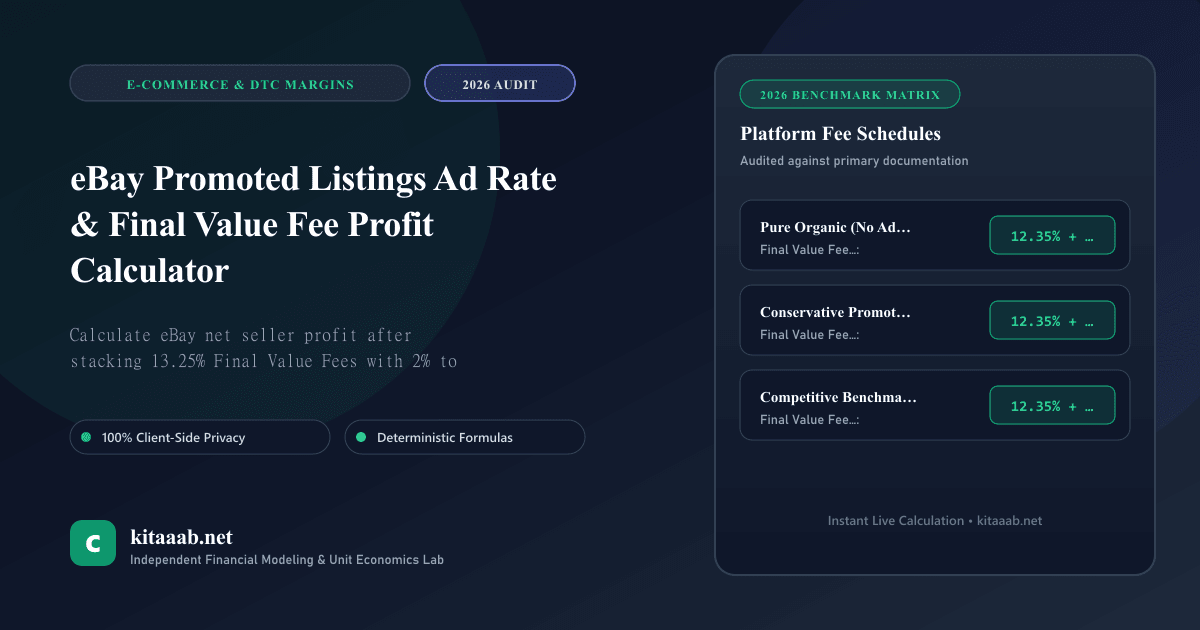 E-COMMERCE & DTC MARGINS
2026 AUDIT
eBay Promoted Listings Ad Rate
& Final Value Fee Profit
Calculator
Calculate eBay net seller profit after
stacking 13.25% Final Value Fees with 2% to
100% Client-Side Privacy
Deterministic Formulas
C
kitaaab.net
Independent Financial Modeling & Unit Economics Lab
2026 BENCHMARK MATRIX
Platform Fee Schedules
Audited against primary documentation
Pure Organic (No Ad…
Final Value Fee…:
12.35% + …
Conservative Promot…
Final Value Fee…:
12.35% + …
Competitive Benchma…
Final Value Fee…:
12.35% + …
Instant Live Calculation • kitaaab.net